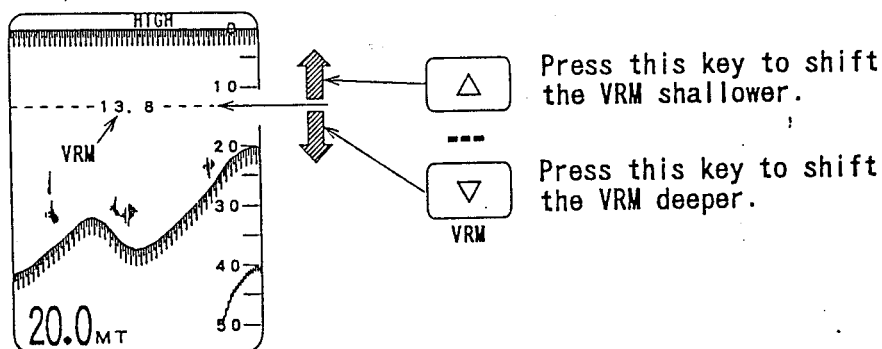 HIGH
0
10
13.8
VRM
20
30
40
20.0MT
50
Press this key to shift
the VRM shallower.
---
Press this key to shift
the VRM deeper.
VRM